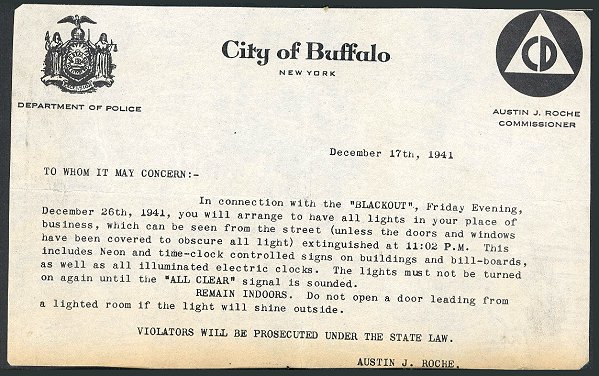 City of Buffalo
NEW YORK
CD
DEPARTMENT OF POLICE
AUSTIN J. ROCHE
COMMISSIONER
December 17th, 1941
TO WHOM IT MAY CONCERN:-
In connection with the "BLACKOUT", Friday Evening,
December 26th, 1941, you will arrange to have all lights in your place of
business, which can be seen from the street (unless the doors and windows
have been covered to obscure all light) extinguished at 11:02 P.M. This
includes Neon and time-clock controlled signs on buildings and bill-boards,
as well as all illuminated electric clocks. The lights must not be turned
on again until the "ALL CLEAR" signal is sounded.
REMAIN INDOORS. Do not open a door leading from
a lighted room if the light will shine outside.
VIOLATORS WILL BE PROSECUTED UNDER THE STATE LAW.
AUSTIN J. ROCHE.